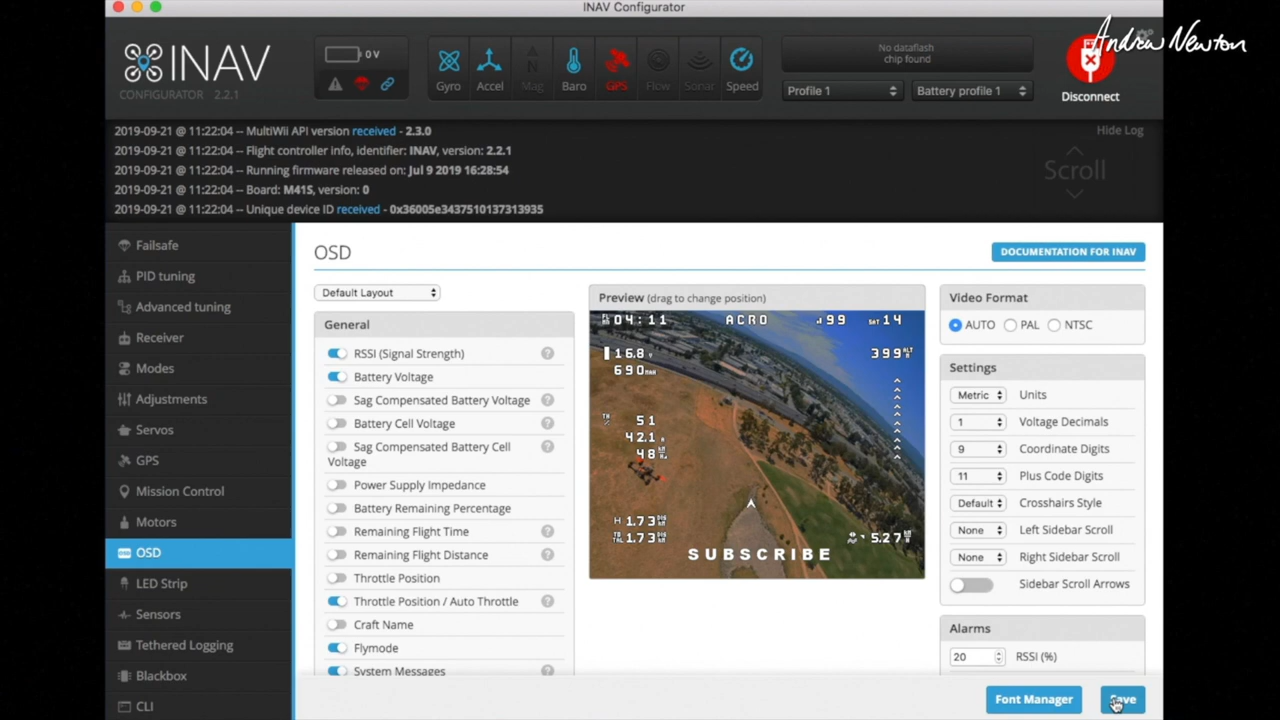 INAV Configurator
Andrew Newton
INAV
CONFIGURATOR 2.2.1
0 V
Gyro
Accel
Mag
Baro
GPS
Flow
Sonar
Speed
No dataflash
chip found
Profile 1
Battery profile 1
Disconnect
2019-09-21 @ 11:22:04 -- MultiWii API version received - 2.3.0
2019-09-21 @ 11:22:04 -- Flight controller info, identifier: INAV, version: 2.2.1
2019-09-21 @ 11:22:04 -- Running firmware released on: Jul 9 2019 16:28:54
2019-09-21 @ 11:22:04 -- Board: M41S, version: 0
2019-09-21 @ 11:22:04 -- Unique device ID received - 0x36005e3437510137313935
Hide Log
Scroll
Failsafe
PID tuning
Advanced tuning
Receiver
Modes
Adjustments
Servos
GPS
Mission Control
Motors
OSD
LED Strip
Sensors
Tethered Logging
Blackbox
CLI
OSD
DOCUMENTATION FOR INAV
Default Layout
General
RSSI (Signal Strength)
Battery Voltage
Sag Compensated Battery Voltage
Battery Cell Voltage
Sag Compensated Battery Cell
Voltage
Power Supply Impedance
Battery Remaining Percentage
Remaining Flight Time
Remaining Flight Distance
Throttle Position
Throttle Position / Auto Throttle
Craft Name
Flymode
System Messages
Preview (drag to change position)
04:11 ACRO 99 SAT 14
16.8 V
399 ALT
690 MAH
51
42.1
48
H 1.73
1.73
5.27
SUBSCRIBE
Video Format
AUTO PAL NTSC
Settings
Metric Units
1 Voltage Decimals
9 Coordinate Digits
11 Plus Code Digits
Default Crosshairs Style
None Left Sidebar Scroll
None Right Sidebar Scroll
Sidebar Scroll Arrows
Alarms
20 RSSI (%)
Font Manager
Save